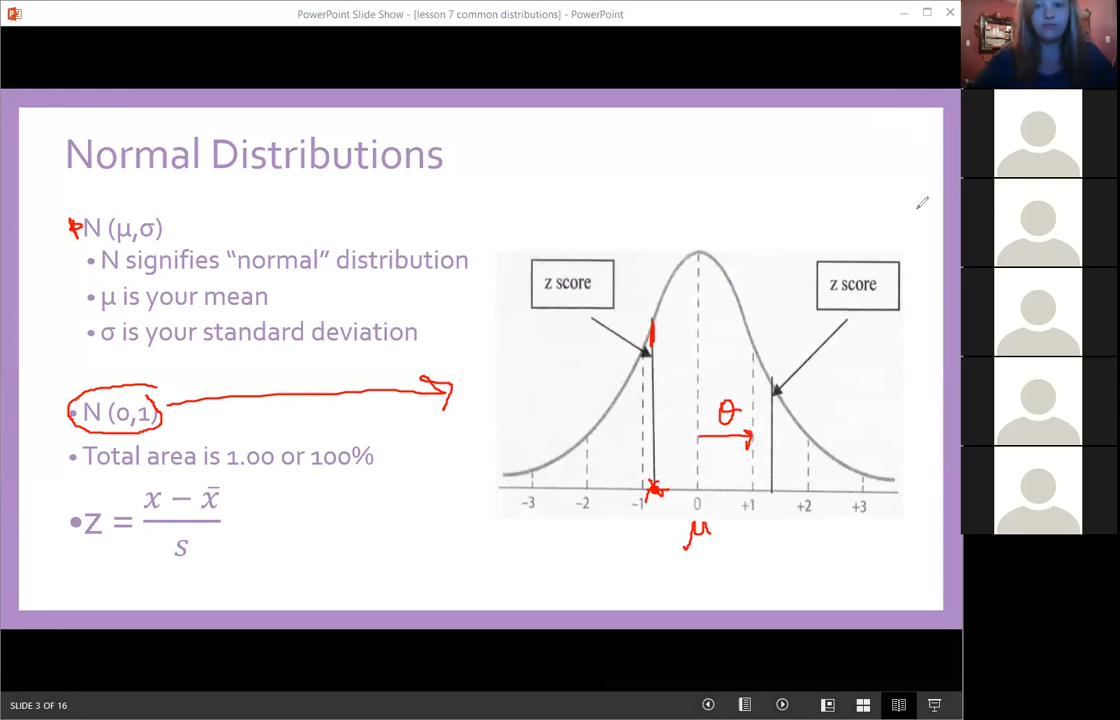 PowerPoint Slide Show - [lesson 7 common distributions] - PowerPoint
Normal Distributions
N (μ,σ)
• N signifies “normal” distribution
• μ is your mean
• σ is your standard deviation
• N (0,1)
• Total area is 1.00 or 100%
• z = (x − x̄)/s
z score
z score
θ
-3 -2 -1 0 +1 +2 +3
μ
SLIDE 3 OF 16